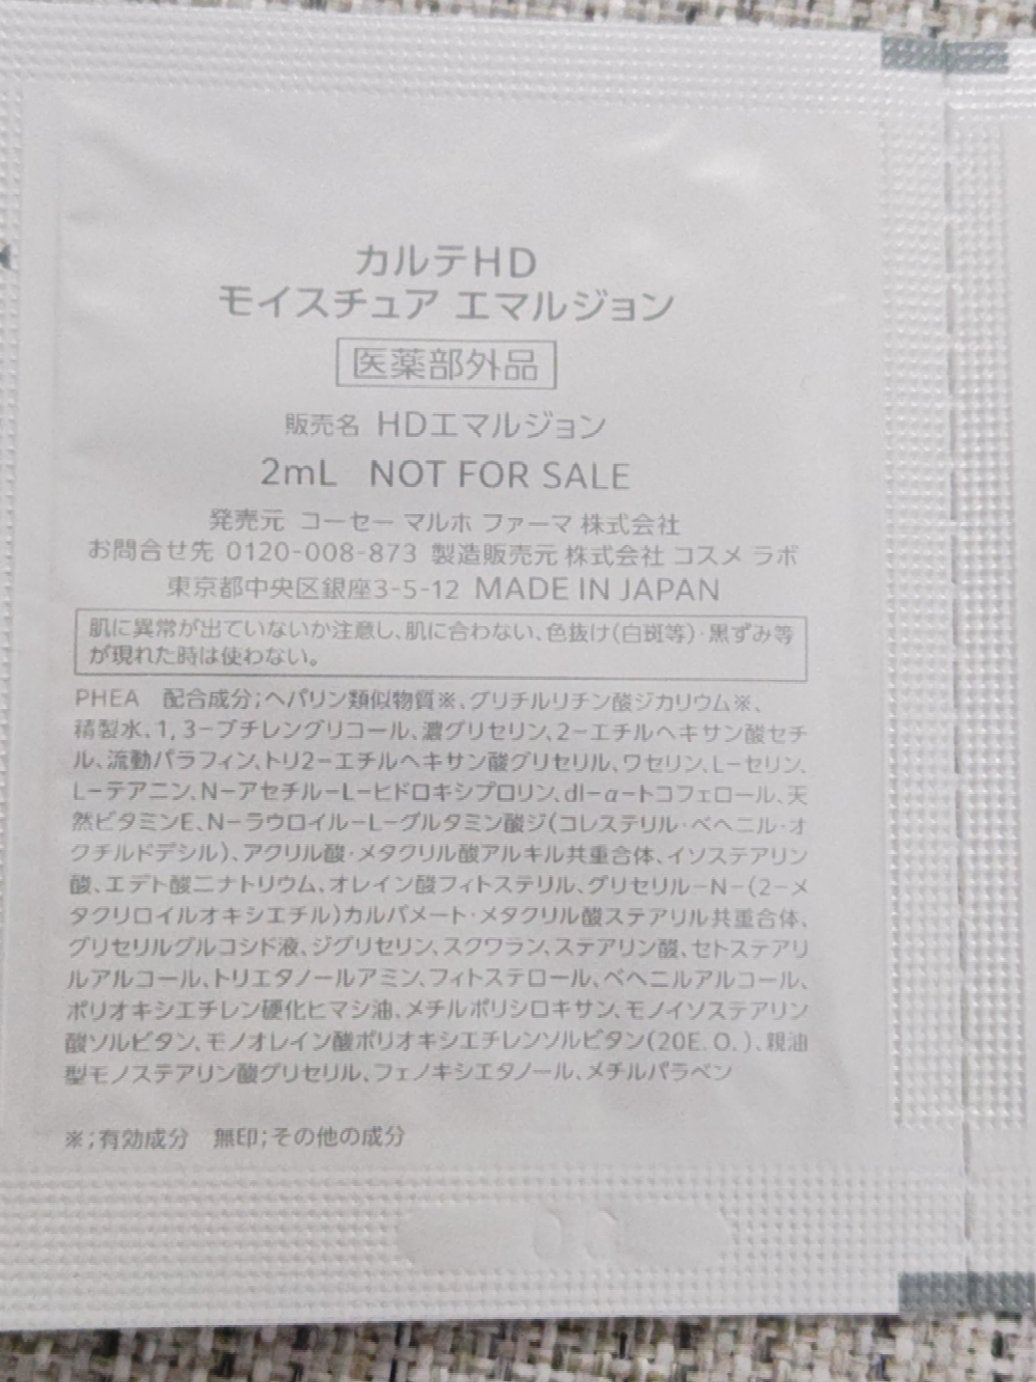 カルテHD
モイスチュア エマルジョン
医薬部外品
販売名 HDエマルジョン
2mL NOT FOR SALE
発売元 コーセー マルホ ファーマ 株式会社
お問合せ先 0120-008-873 製造販売元 株式会社 コスメ ラボ
東京都中央区銀座3-5-12 MADE IN JAPAN
肌に異常が出ていないか注意し、肌に合わない、色抜け(白斑等)・黒ずみ等
が現れた時は使わない。
PHEA 配合成分;ヘパリン類似物質※、グリチルリチン酸ジカリウム※、
精製水、1,3−ブチレングリコール、濃グリセリン、2−エチルヘキサン酸セチ
ル、流動パラフィン、トリ2−エチルヘキサン酸グリセリル、ワセリン、L−セリン、
L−テアニン、N−アセチル−L−ヒドロキシプロリン、dl−α−トコフェロール、天
然ビタミンE、N−ラウロイル−L−グルタミン酸ジ(コレステリル・ベヘニル・オ
クチルドデシル)、アクリル酸・メタクリル酸アルキル共重合体、イソステアリン
酸、エデト酸二ナトリウム、オレイン酸フィトステリル、グリセリル−N−(2−メ
タクリロイルオキシエチル)カルバメート・メタクリル酸ステアリル共重合体、
グリセリルグルコシド液、ジグリセリン、スクワラン、ステアリン酸、セトステアリ
ルアルコール、トリエタノールアミン、フィトステロール、ベヘニルアルコール、
ポリオキシエチレン硬化ヒマシ油、メチルポリシロキサン、モノイソステアリン
酸ソルビタン、モノオレイン酸ポリオキシエチレンソルビタン(20E.O.)、親油
型モノステアリン酸グリセリル、フェノキシエタノール、メチルパラベン
※;有効成分 無印;その他の成分